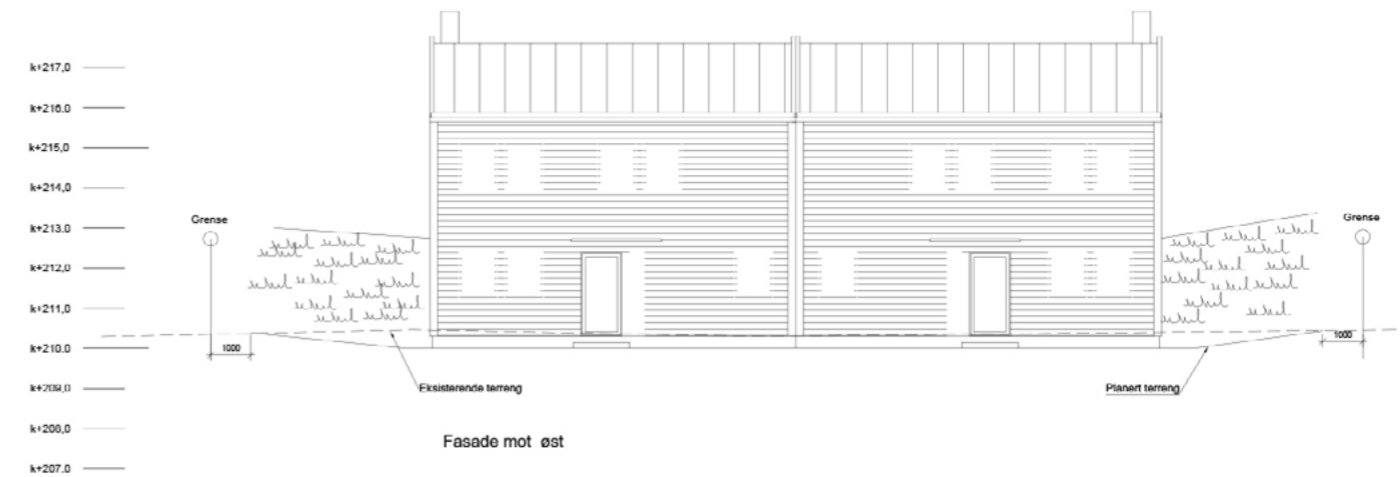 k+217,0
k+216.0
k+215,0
k+214,0
k+213.0
Grense
Grense
k+212,0
k+211,0
k+210.0
1000
1000
k+209,0
Eksisterende terreng
Planert terreng
k+208,0
Fasade mot øst
k+207.0